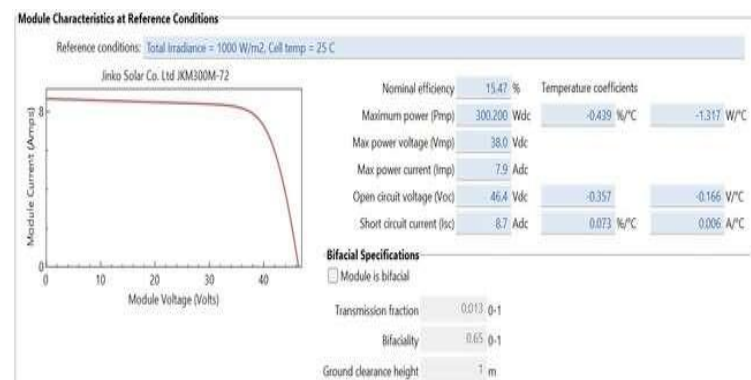 Module Characteristics at Reference Conditions
Reference conditions: Total Irradiance = 1000 W/m2, Cell temp = 25 C
Jinko Solar Co. Ltd JKM300M-72
Module Current (Amps)
8
0
0 10 20 30 40
Module Voltage (Volts)
Nominal efficiency 15.47 % Temperature coefficients
Maximum power (Pmp) 300.200 Wdc -0.439 %/°C -1.317 W/°C
Max power voltage (Vmp) 38.0 Vdc
Max power current (Imp) 7.9 Adc
Open circuit voltage (Voc) 46.4 Vdc -0.357 -0.166 V/°C
Short circuit current (Isc) 8.7 Adc 0.073 %/°C 0.006 A/°C
Bifacial Specifications
Module is bifacial
Transmission fraction 0.013 0-1
Bifaciality 0.65 0-1
Ground clearance height 1 m